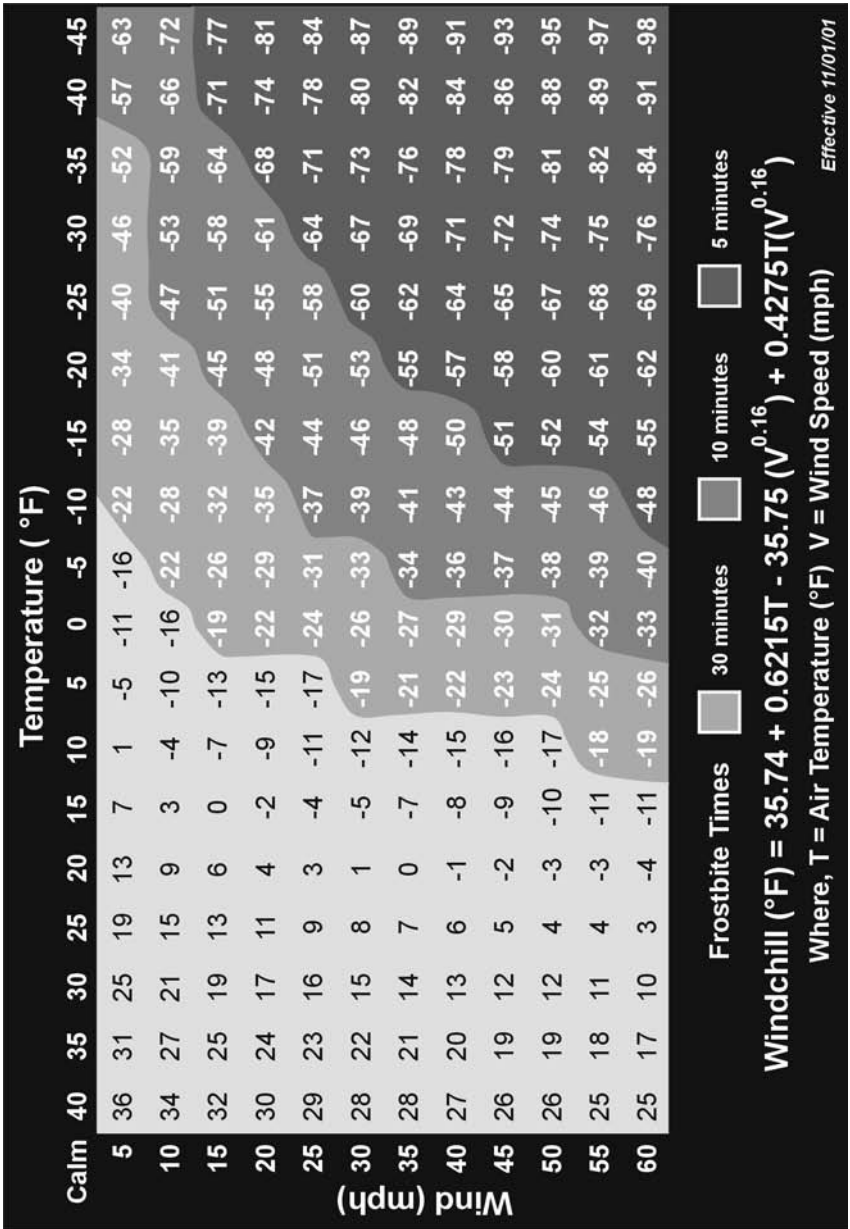 Temperature ( °F)
Calm 40 35 30 25 20 15 10 5 0 -5 -10 -15 -20 -25 -30 -35 -40 -45
5 36 31 25 19 13 7 1 -5 -11 -16 -22 -28 -34 -40 -46 -52 -57 -63
10 34 27 21 15 9 3 -4 -10 -16 -22 -28 -35 -41 -47 -53 -59 -66 -72
15 32 25 19 13 6 0 -7 -13 -19 -26 -32 -39 -45 -51 -58 -64 -71 -77
20 30 24 17 11 4 -2 -9 -15 -22 -29 -35 -42 -48 -55 -61 -68 -74 -81
25 29 23 16 9 3 -4 -11 -17 -24 -31 -37 -44 -51 -58 -64 -71 -78 -84
30 28 22 15 8 1 -5 -12 -19 -26 -33 -39 -46 -53 -60 -67 -73 -80 -87
35 28 21 14 7 0 -7 -14 -21 -27 -34 -41 -48 -55 -62 -69 -76 -82 -89
40 27 20 13 6 -1 -8 -15 -22 -29 -36 -43 -50 -57 -64 -71 -78 -84 -91
45 26 19 12 5 -2 -9 -16 -23 -30 -37 -44 -51 -58 -65 -72 -79 -86 -93
50 26 19 12 4 -3 -10 -17 -24 -31 -38 -45 -52 -60 -67 -74 -81 -88 -95
55 25 18 11 4 -3 -11 -18 -25 -32 -39 -46 -54 -61 -68 -75 -82 -89 -97
60 25 17 10 3 -4 -11 -19 -26 -33 -40 -48 -55 -62 -69 -76 -84 -91 -98
Wind (mph)
Frostbite Times 30 minutes 10 minutes 5 minutes
Windchill (°F) = 35.74 + 0.6215T - 35.75 (V^0.16) + 0.4275T(V^0.16)
Where, T = Air Temperature (°F) V = Wind Speed (mph)
Effective 11/01/01